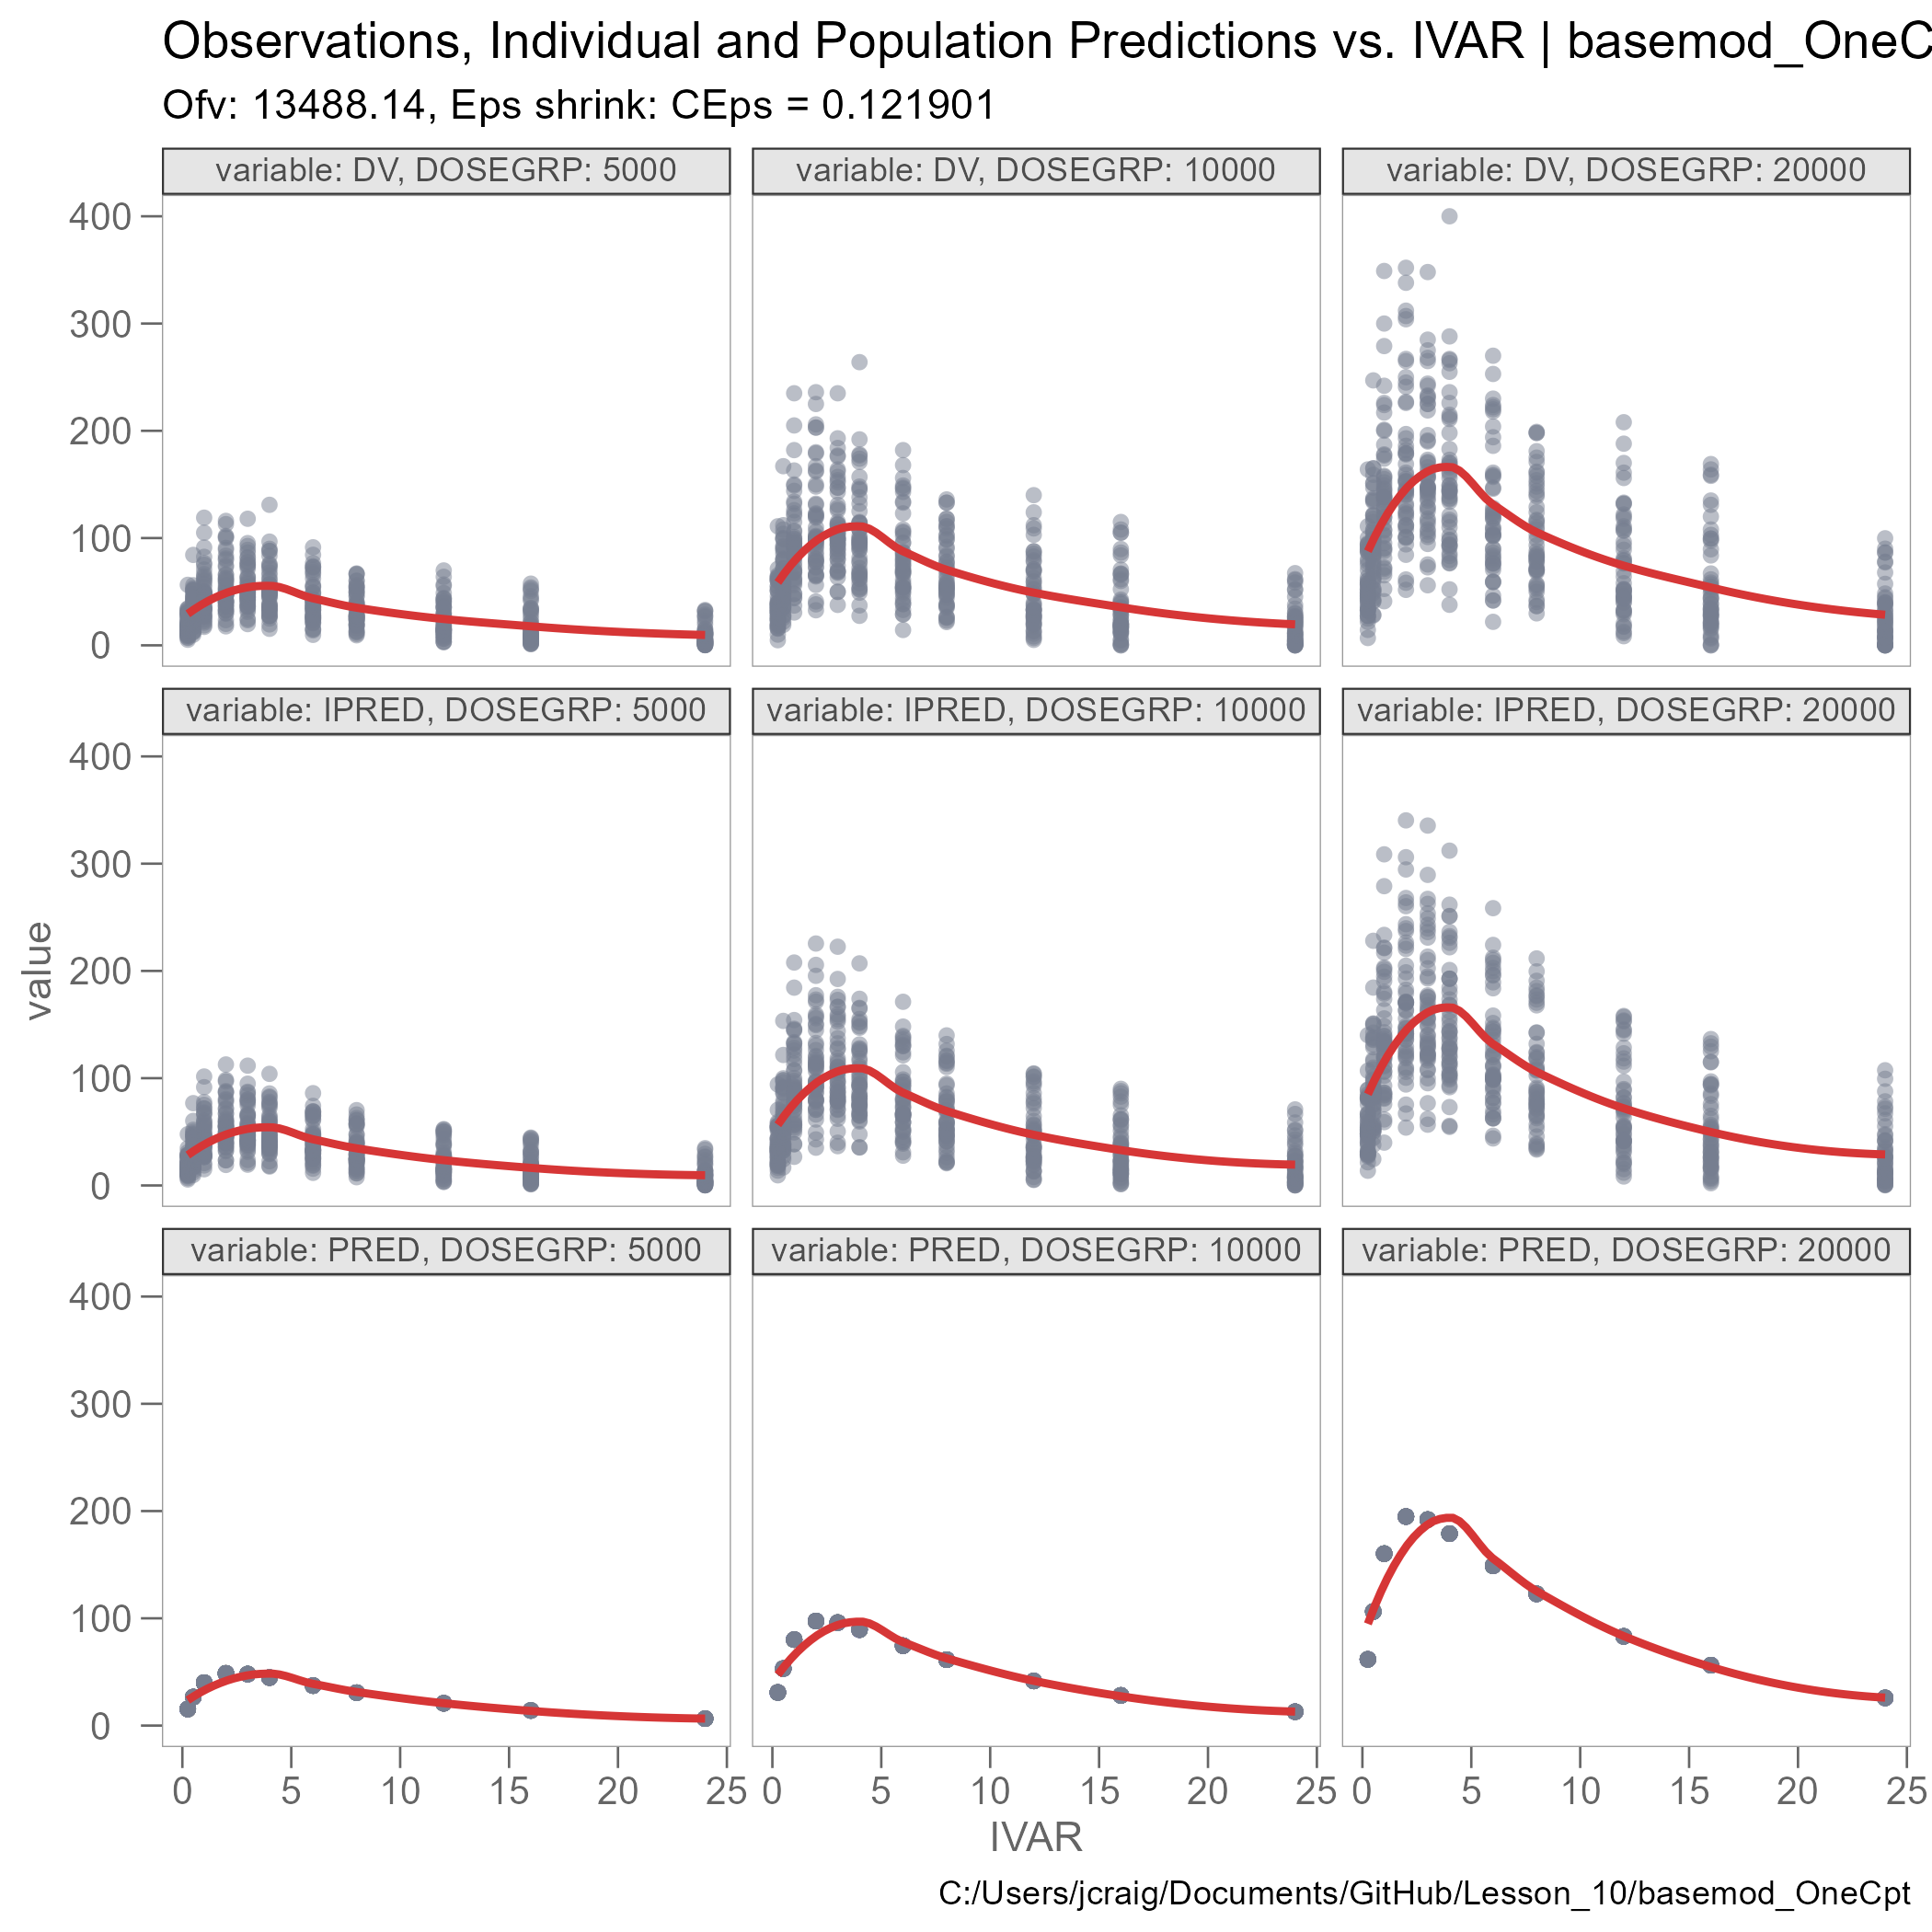 Observations, Individual and Population Predictions vs. IVAR | basemod_OneC
Ofv: 13488.14, Eps shrink: CEps = 0.121901
variable: DV, DOSEGRP: 5000
variable: DV, DOSEGRP: 10000
variable: DV, DOSEGRP: 20000
400
300
200
100
0
variable: IPRED, DOSEGRP: 5000
variable: IPRED, DOSEGRP: 10000
variable: IPRED, DOSEGRP: 20000
400
300
200
100
0
value
variable: PRED, DOSEGRP: 5000
variable: PRED, DOSEGRP: 10000
variable: PRED, DOSEGRP: 20000
400
300
200
100
0
0 5 10 15 20 25
0 5 10 15 20 25
0 5 10 15 20 25
IVAR
C:/Users/jcraig/Documents/GitHub/Lesson_10/basemod_OneCpt